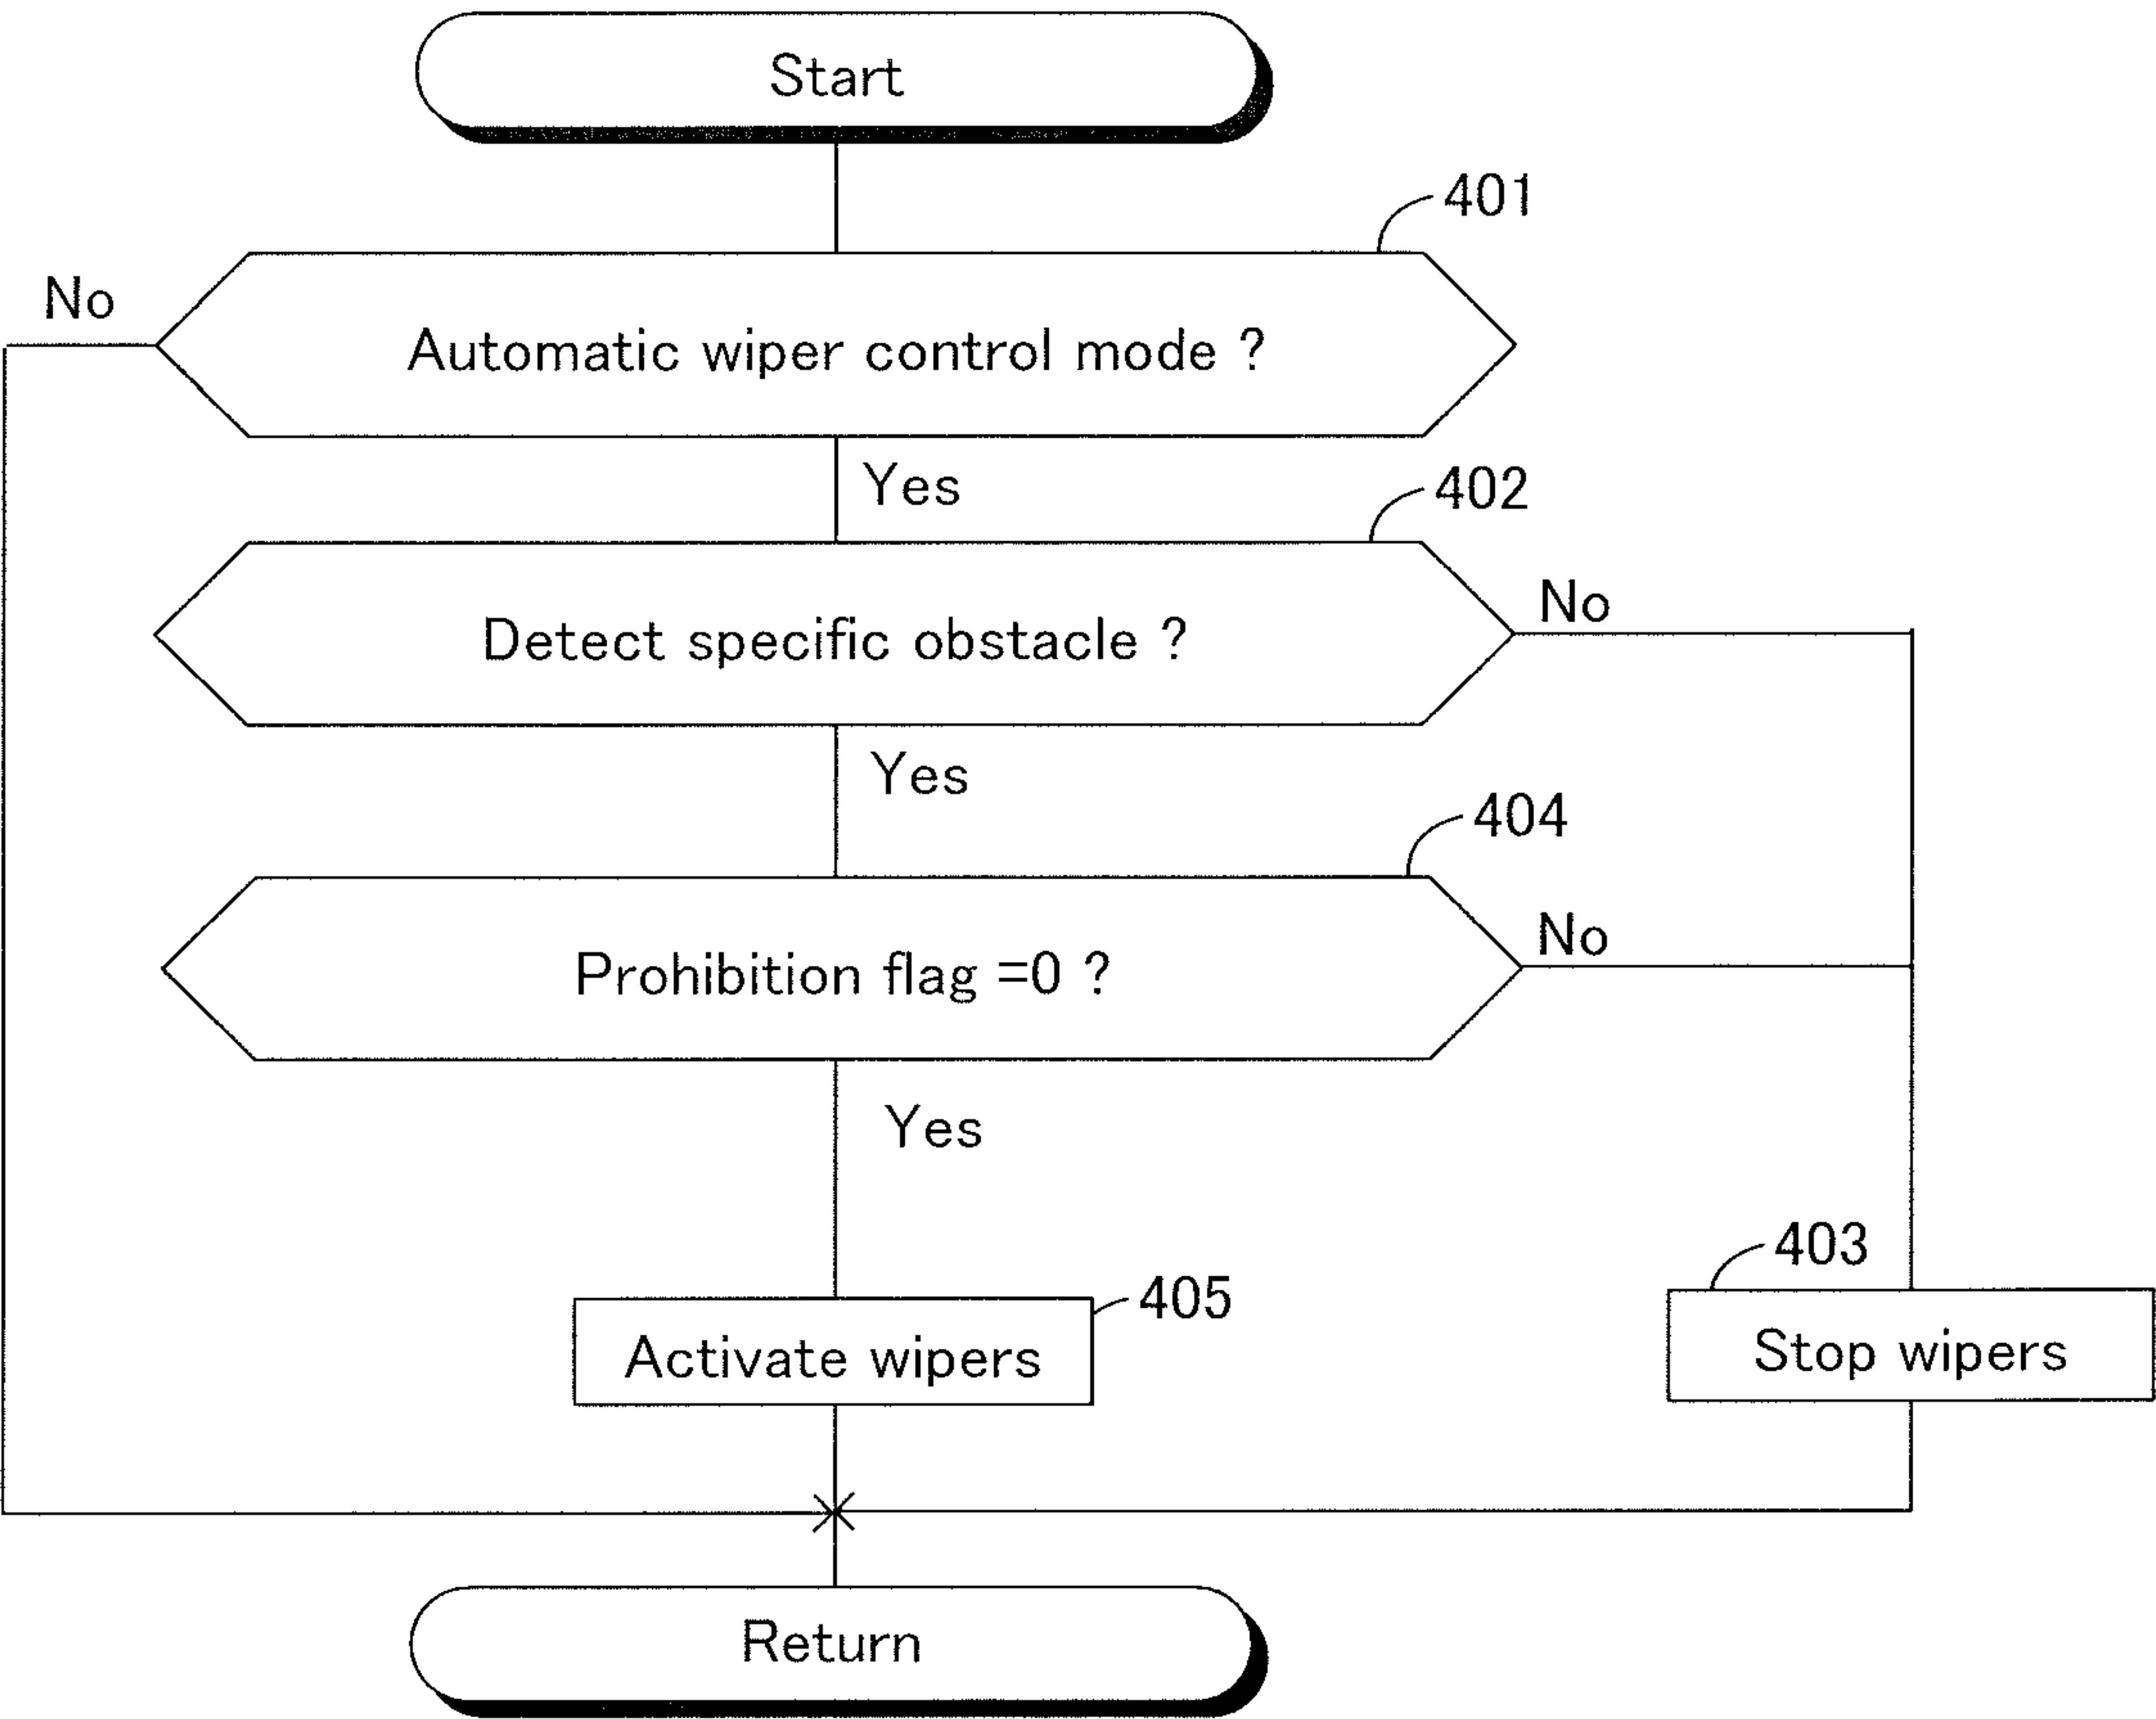 Start
401
No
Automatic wiper control mode ?
Yes
402
No
Detect specific obstacle ?
Yes
404
No
Prohibition flag =0 ?
Yes
403
405
Activate wipers
Stop wipers
Return